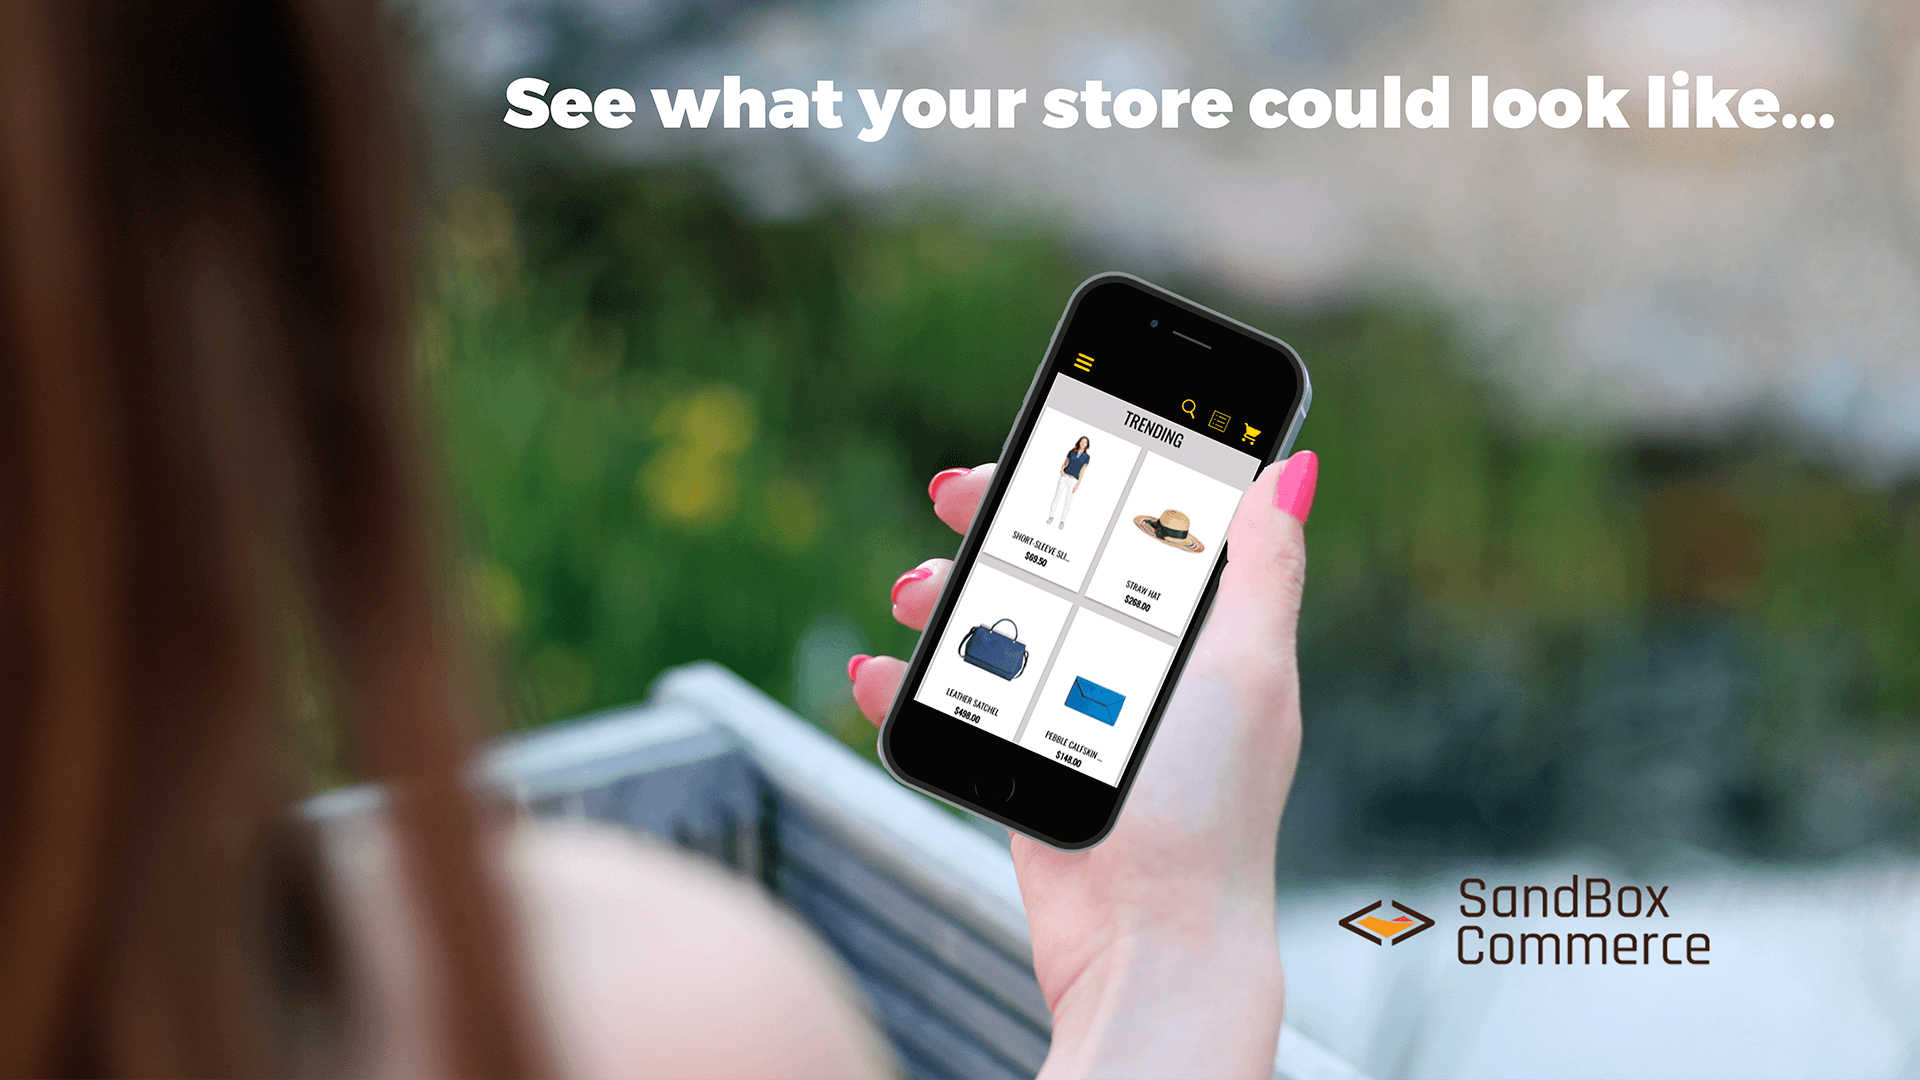 See what your store could look like...
TRENDING
SHORT-SLEEVE SLI...
$69.50
STRAW HAT
$268.00
LEATHER SATCHEL
$498.00
PEBBLE CALFSKIN ...
$148.00
SandBox
Commerce